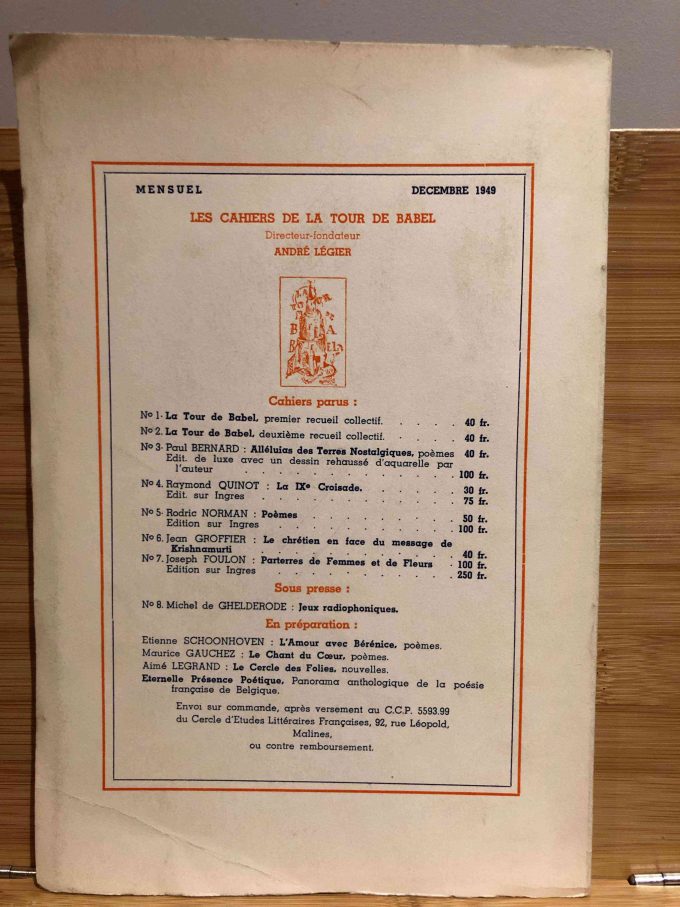 MENSUEL DECEMBRE 1949
LES CAHIERS DE LA TOUR DE BABEL
Directeur-fondateur
ANDRÉ LÉGIER
LA TOUR DE BABEL
Cahiers parus :
Nº 1. La Tour de Babel, premier recueil collectif. . . . . 40 fr.
Nº 2. La Tour de Babel, deuxième recueil collectif. . . . . 40 fr.
Nº 3. Paul BERNARD : Alléluias des Terres Nostalgiques, poèmes 40 fr.
Edit. de luxe avec un dessin rehaussé d'aquarelle par
l'auteur . . . . . . . . . . 100 fr.
Nº 4. Raymond QUINOT : La IXe Croisade. . . . . . 30 fr.
Edit. sur Ingres . . . . . . . . 75 fr.
Nº 5. Rodric NORMAN : Poèmes . . . . . . . 50 fr.
Edition sur Ingres . . . . . . . . 100 fr.
Nº 6. Jean GROFFIER : Le chrétien en face du message de
Krishnamurti . . . . . . . . . 40 fr.
Nº 7. Joseph FOULON : Parterres de Femmes et de Fleurs . 100 fr.
Edition sur Ingres . . . . . . . . 250 fr.
Sous presse :
Nº 8. Michel de GHELDERODE : Jeux radiophoniques.
En préparation :
Etienne SCHOONHOVEN : L'Amour avec Bérénice, poèmes.
Maurice GAUCHEZ : Le Chant du Cœur, poèmes.
Aimé LEGRAND : Le Cercle des Folies, nouvelles.
Eternelle Présence Poétique, Panorama anthologique de la poésie
française de Belgique.
Envoi sur commande, après versement au C.C.P. 5593.99
du Cercle d'Etudes Littéraires Françaises, 92, rue Léopold,
Malines,
ou contre remboursement.